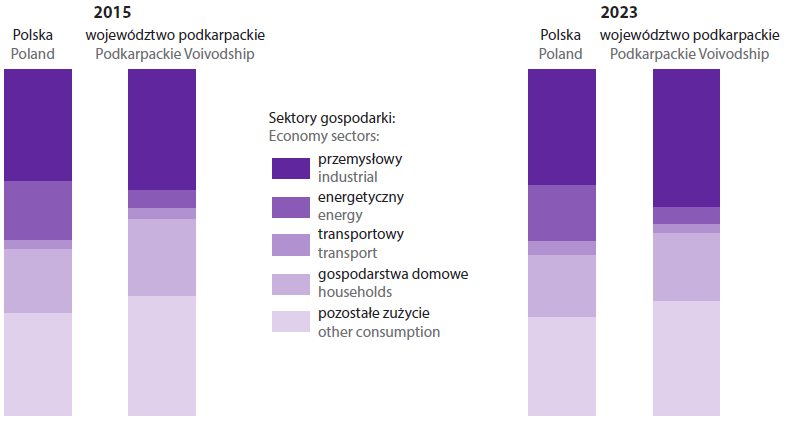 2015
Polska
Poland
województwo podkarpackie
Podkarpackie Voivodship
2023
Polska
Poland
województwo podkarpackie
Podkarpackie Voivodship
Sektory gospodarki:
Economy sectors:
przemysłowy
industrial
energetyczny
energy
transportowy
transport
gospodarstwa domowe
households
pozostałe zużycie
other consumption